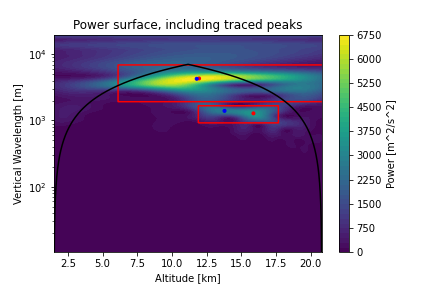 Power surface, including traced peaks
10^4
10^3
10^2
Vertical Wavelength [m]
2.5 5.0 7.5 10.0 12.5 15.0 17.5 20.0
Altitude [km]
6750
6000
5250
4500
3750
3000
2250
1500
750
0
Power [m^2/s^2]